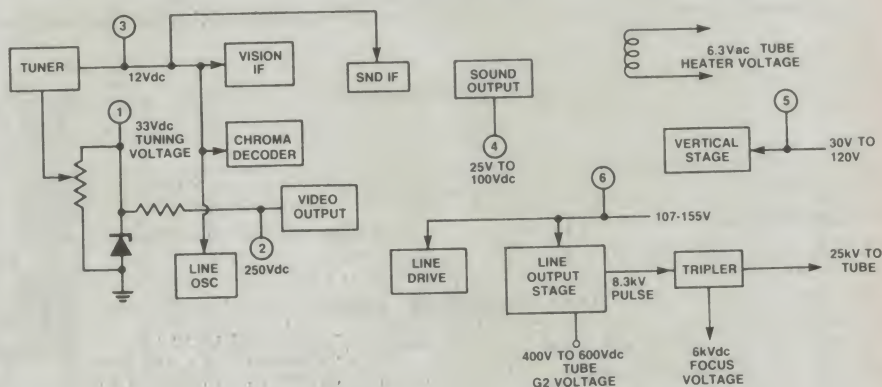 3
TUNER
12Vdc
VISION
IF
SND IF
SOUND
OUTPUT
6.3Vac TUBE
HEATER VOLTAGE
1
33Vdc
TUNING
VOLTAGE
CHROMA
DECODER
4
25V TO
100Vdc
5
VERTICAL
STAGE
30V TO
120V
VIDEO
OUTPUT
2
250Vdc
LINE
OSC
6
107-155V
LINE
DRIVE
LINE
OUTPUT
STAGE
8.3kV
PULSE
TRIPLER
25kV TO
TUBE
400V TO 600Vdc
TUBE
G2 VOLTAGE
6kVdc
FOCUS
VOLTAGE